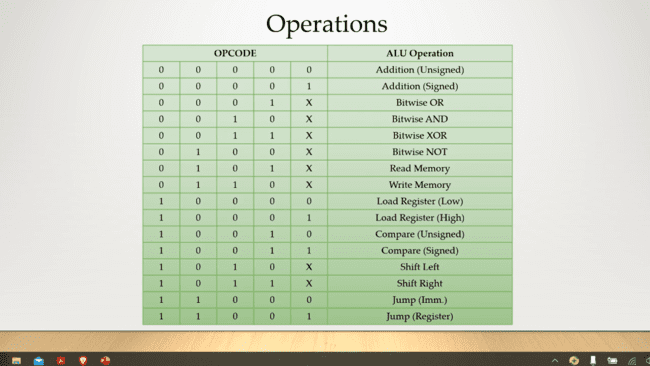 Operations
OPCODE ALU Operation
0 0 0 0 0 Addition (Unsigned)
0 0 0 0 1 Addition (Signed)
0 0 0 1 X Bitwise OR
0 0 1 0 X Bitwise AND
0 0 1 1 X Bitwise XOR
0 1 0 0 X Bitwise NOT
0 1 0 1 X Read Memory
0 1 1 0 X Write Memory
1 0 0 0 0 Load Register (Low)
1 0 0 0 1 Load Register (High)
1 0 0 1 0 Compare (Unsigned)
1 0 0 1 1 Compare (Signed)
1 0 1 0 X Shift Left
1 0 1 1 X Shift Right
1 1 0 0 0 Jump (Imm.)
1 1 0 0 1 Jump (Register)